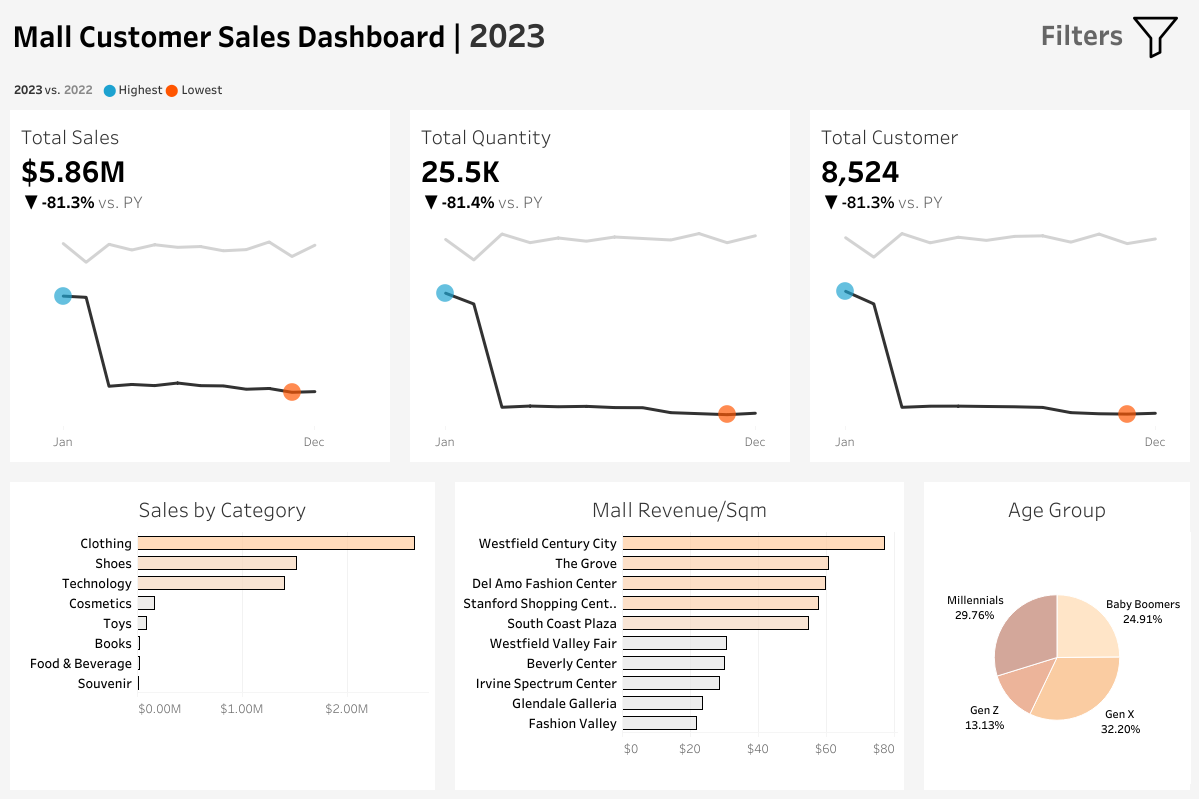 Mall Customer Sales Dashboard | 2023
Filters
2023 vs. 2022 Highest Lowest
Total Sales
$5.86M
▼ -81.3% vs. PY
Jan Dec
Total Quantity
25.5K
▼ -81.4% vs. PY
Jan Dec
Total Customer
8,524
▼ -81.3% vs. PY
Jan Dec
Sales by Category
Clothing
Shoes
Technology
Cosmetics
Toys
Books
Food & Beverage
Souvenir
$0.00M $1.00M $2.00M
Mall Revenue/Sqm
Westfield Century City
The Grove
Del Amo Fashion Center
Stanford Shopping Cent..
South Coast Plaza
Westfield Valley Fair
Beverly Center
Irvine Spectrum Center
Glendale Galleria
Fashion Valley
$0 $20 $40 $60 $80
Age Group
Millennials
29.76%
Baby Boomers
24.91%
Gen Z
13.13%
Gen X
32.20%